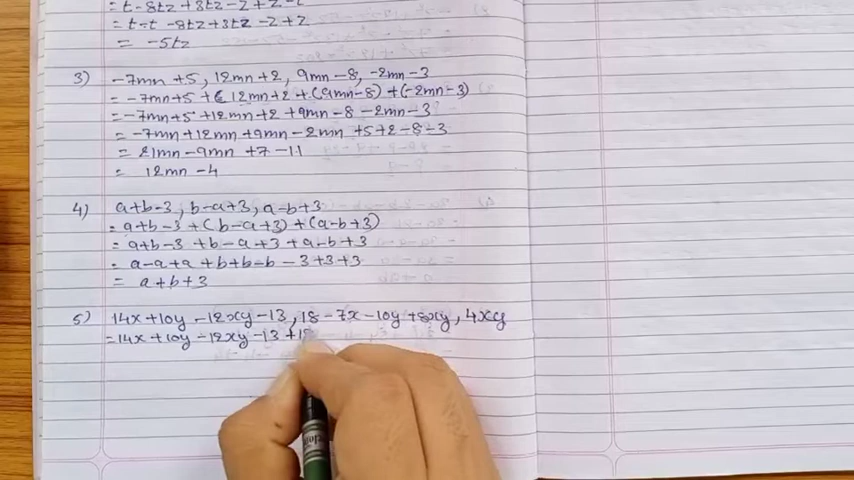 = t-8tz +3tz -z +z
= t-t -8tz+3tz -z+z
= -5tz
3) -7mn+5, 12mn+2, 9mn-8, -2mn-3
= -7mn+5 +( 12mn+2 +(9mn-8) +(-2mn-3)
= -7mn+5 +12mn+2 +9mn-8 -2mn-3
= -7mn+12mn+9mn-2mn +5+2-8-3
= 21mn-9mn +7-11
= 12mn-4
4) a+b-3, b-a+3, a-b+3
= a+b-3+(b-a+3)+(a-b+3)
= a+b-3 +b-a+3 +a-b+3
= a-a+a +b+b-b -3+3+3
= a+b+3
5) 14x+10y-12xy-13, 18-7x-10y+8xy, 4xy
=14x+10y-12xy-13+18